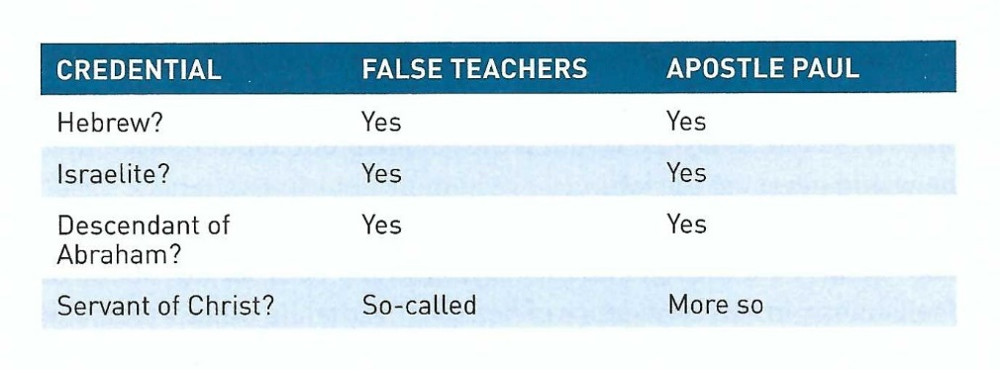 CREDENTIAL FALSE TEACHERS APOSTLE PAUL
Hebrew? Yes Yes
Israelite? Yes Yes
Descendant of Yes Yes
Abraham?
Servant of Christ? So-called More so